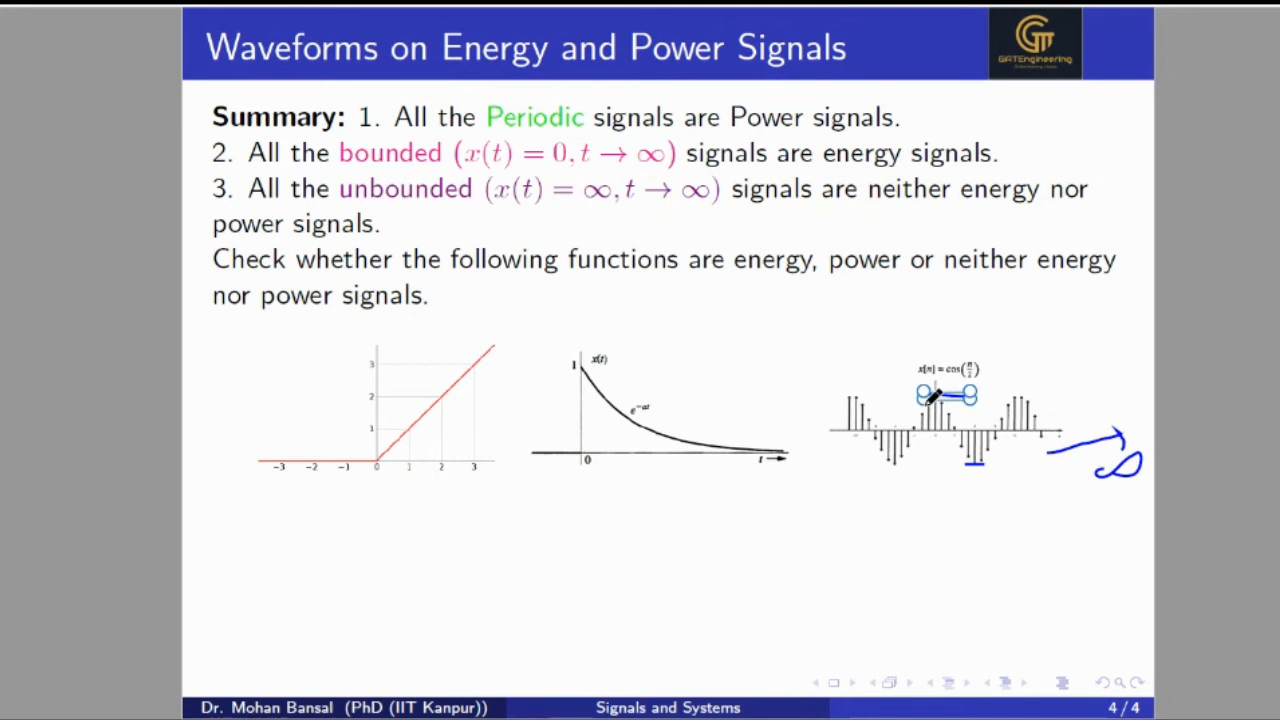 Waveforms on Energy and Power Signals
GATEngineering
Summary: 1. All the Periodic signals are Power signals.
2. All the bounded (x(t) = 0, t → ∞) signals are energy signals.
3. All the unbounded (x(t) = ∞, t → ∞) signals are neither energy nor
power signals.
Check whether the following functions are energy, power or neither energy
nor power signals.
3
2
1
-3 -2 -1 0 1 2 3
1 x(t)
e^{-at}
0 t →
x[n] = cos(n/2)
∞
Dr. Mohan Bansal (PhD (IIT Kanpur)) Signals and Systems 4 / 4